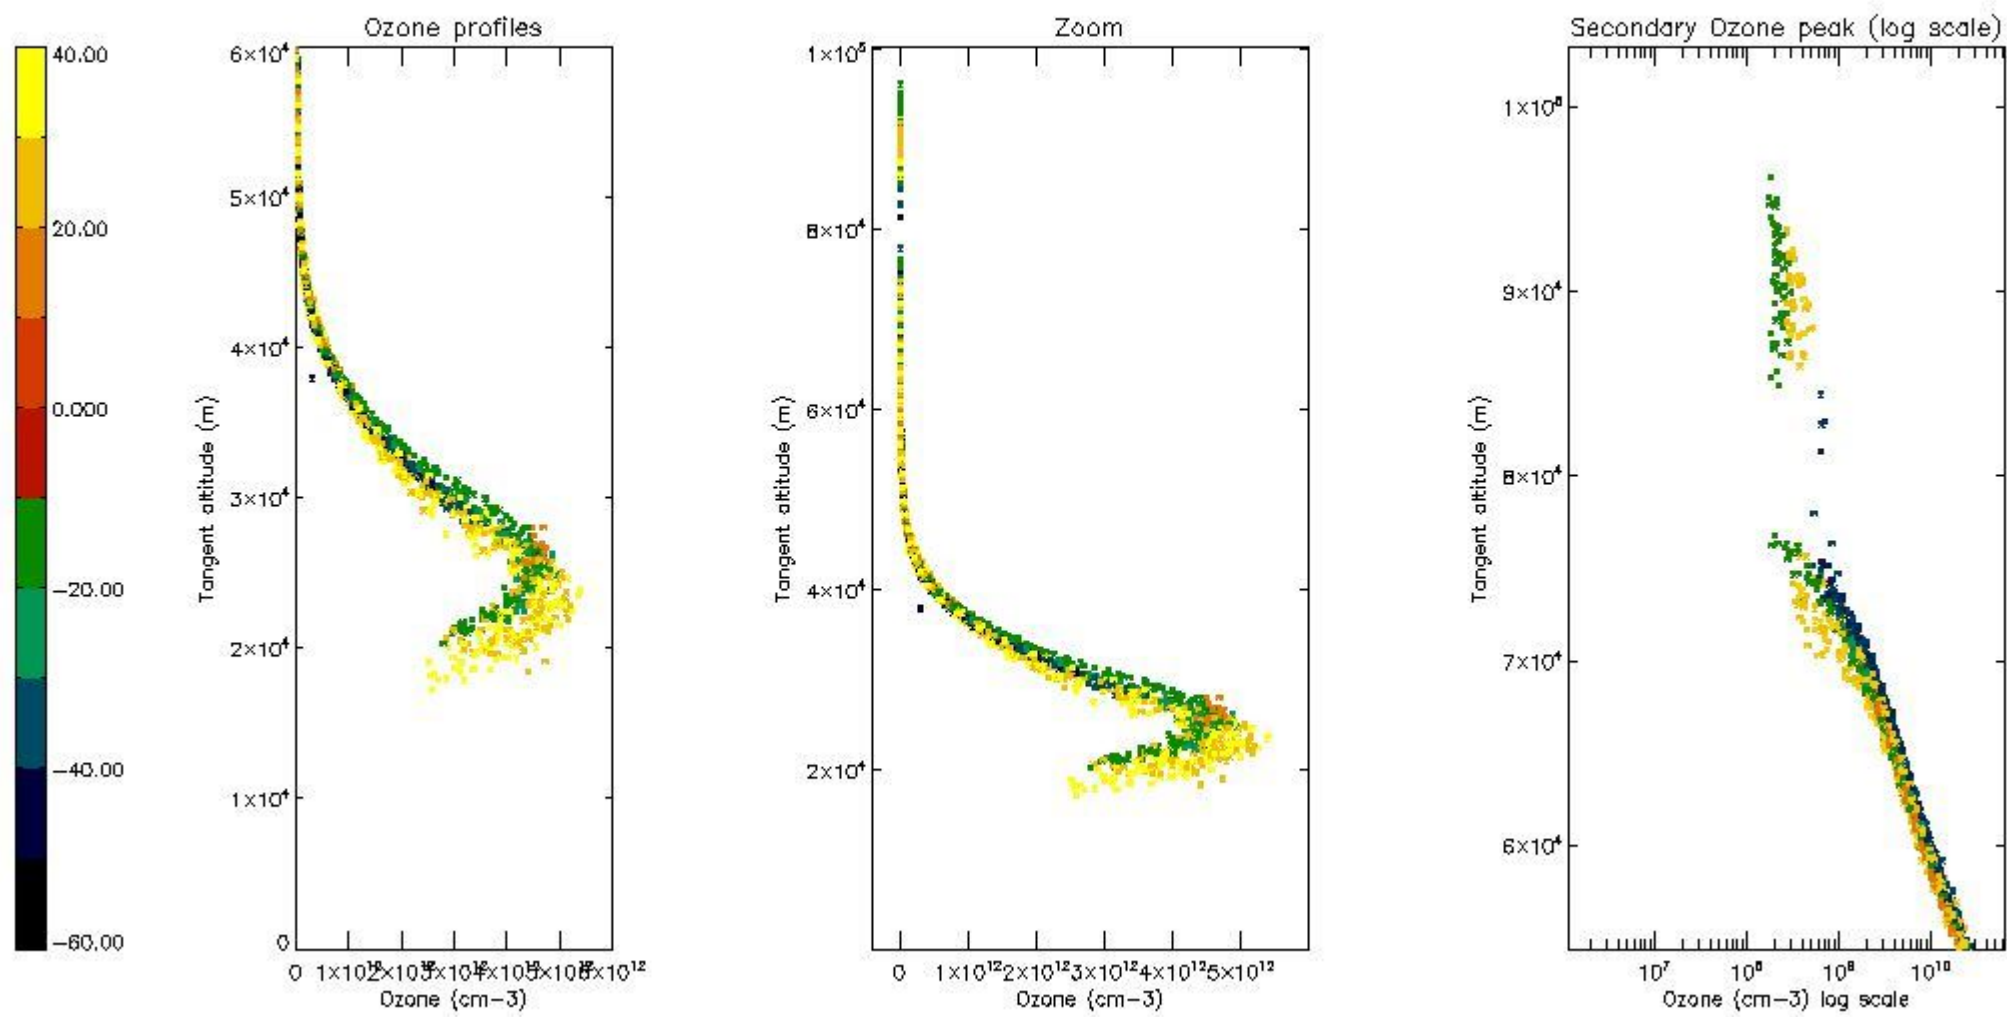 Ozone profiles
Zoom
Secondary Ozone peak (log scale)
40.00
20.00
0.000
−20.00
−40.00
−60.00
6×10⁴
5×10⁴
4×10⁴
3×10⁴
2×10⁴
1×10⁴
0
Tangent altitude (m)
0
Ozone (cm−3)
1×10⁵
8×10⁴
6×10⁴
4×10⁴
2×10⁴
Tangent altitude (m)
0 1×10¹² 2×10¹² 3×10¹² 4×10¹² 5×10¹²
Ozone (cm−3)
9×10⁴
8×10⁴
7×10⁴
6×10⁴
Tangent altitude (m)
10⁷ 10⁸ 10⁹ 10¹⁰
Ozone (cm−3) log scale